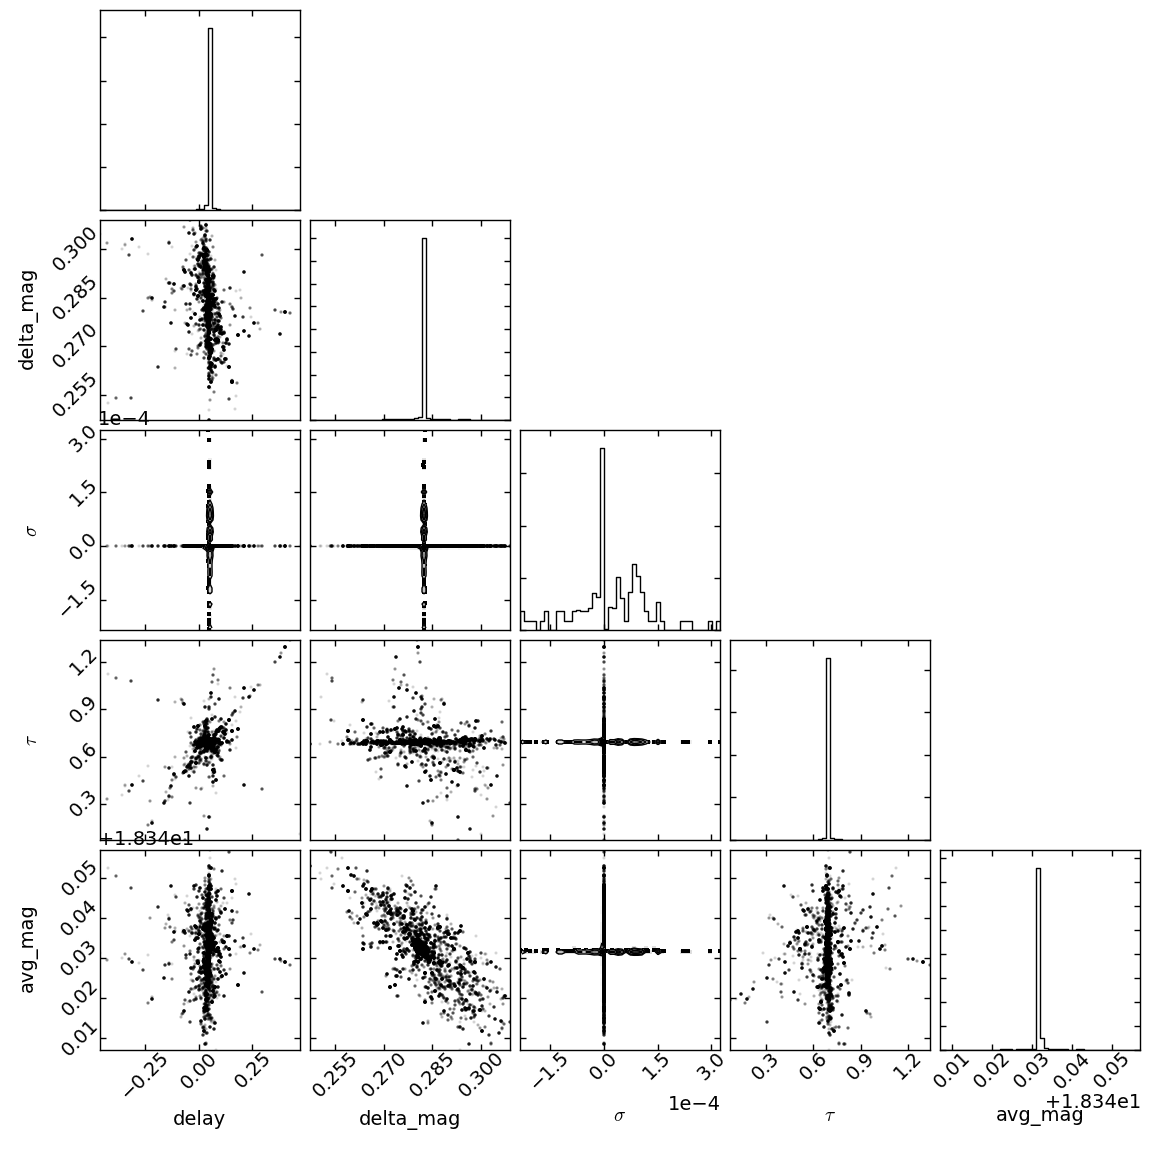 delta_mag
0.300
0.285
0.270
0.255
1e−4
σ
3.0
1.5
0.0
−1.5
τ
1.2
0.9
0.6
0.3
+1.834e1
avg_mag
0.05
0.04
0.03
0.02
0.01
−0.25 0.00 0.25
0.255 0.270 0.285 0.300
−1.5 0.0 1.5 3.0
0.3 0.6 0.9 1.2
0.01 0.02 0.03 0.04 0.05
1e−4 +1.834e1
delay delta_mag σ τ avg_mag